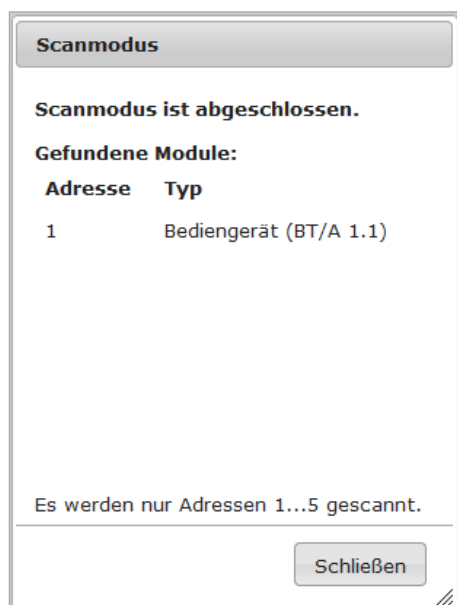 Scanmodus
Scanmodus ist abgeschlossen.
Gefundene Module:
Adresse Typ
1 Bediengerät (BT/A 1.1)
Es werden nur Adressen 1...5 gescannt.
Schließen